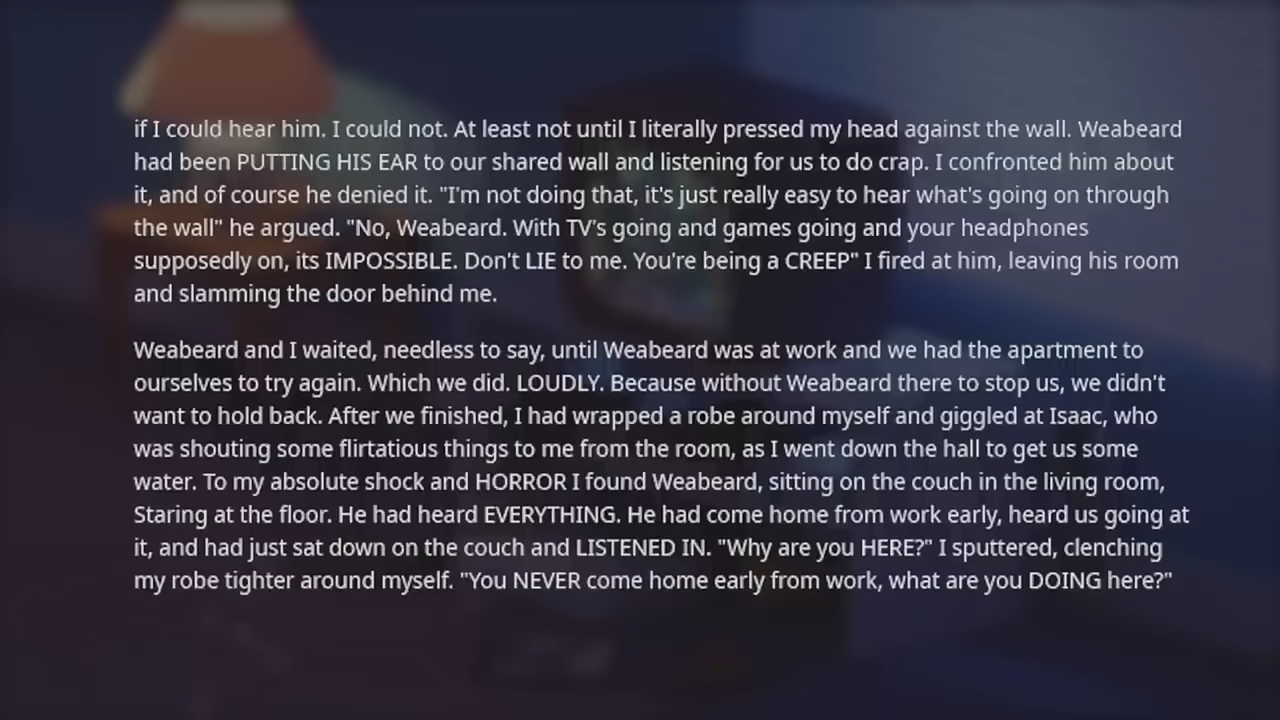 if I could hear him. I could not. At least not until I literally pressed my head against the wall. Weabeard
had been PUTTING HIS EAR to our shared wall and listening for us to do crap. I confronted him about
it, and of course he denied it. "I'm not doing that, it's just really easy to hear what's going on through
the wall" he argued. "No, Weabeard. With TV's going and games going and your headphones
supposedly on, its IMPOSSIBLE. Don't LIE to me. You're being a CREEP" I fired at him, leaving his room
and slamming the door behind me.
Weabeard and I waited, needless to say, until Weabeard was at work and we had the apartment to
ourselves to try again. Which we did. LOUDLY. Because without Weabeard there to stop us, we didn't
want to hold back. After we finished, I had wrapped a robe around myself and giggled at Isaac, who
was shouting some flirtatious things to me from the room, as I went down the hall to get us some
water. To my absolute shock and HORROR I found Weabeard, sitting on the couch in the living room,
Staring at the floor. He had heard EVERYTHING. He had come home from work early, heard us going at
it, and had just sat down on the couch and LISTENED IN. "Why are you HERE?" I sputtered, clenching
my robe tighter around myself. "You NEVER come home early from work, what are you DOING here?"